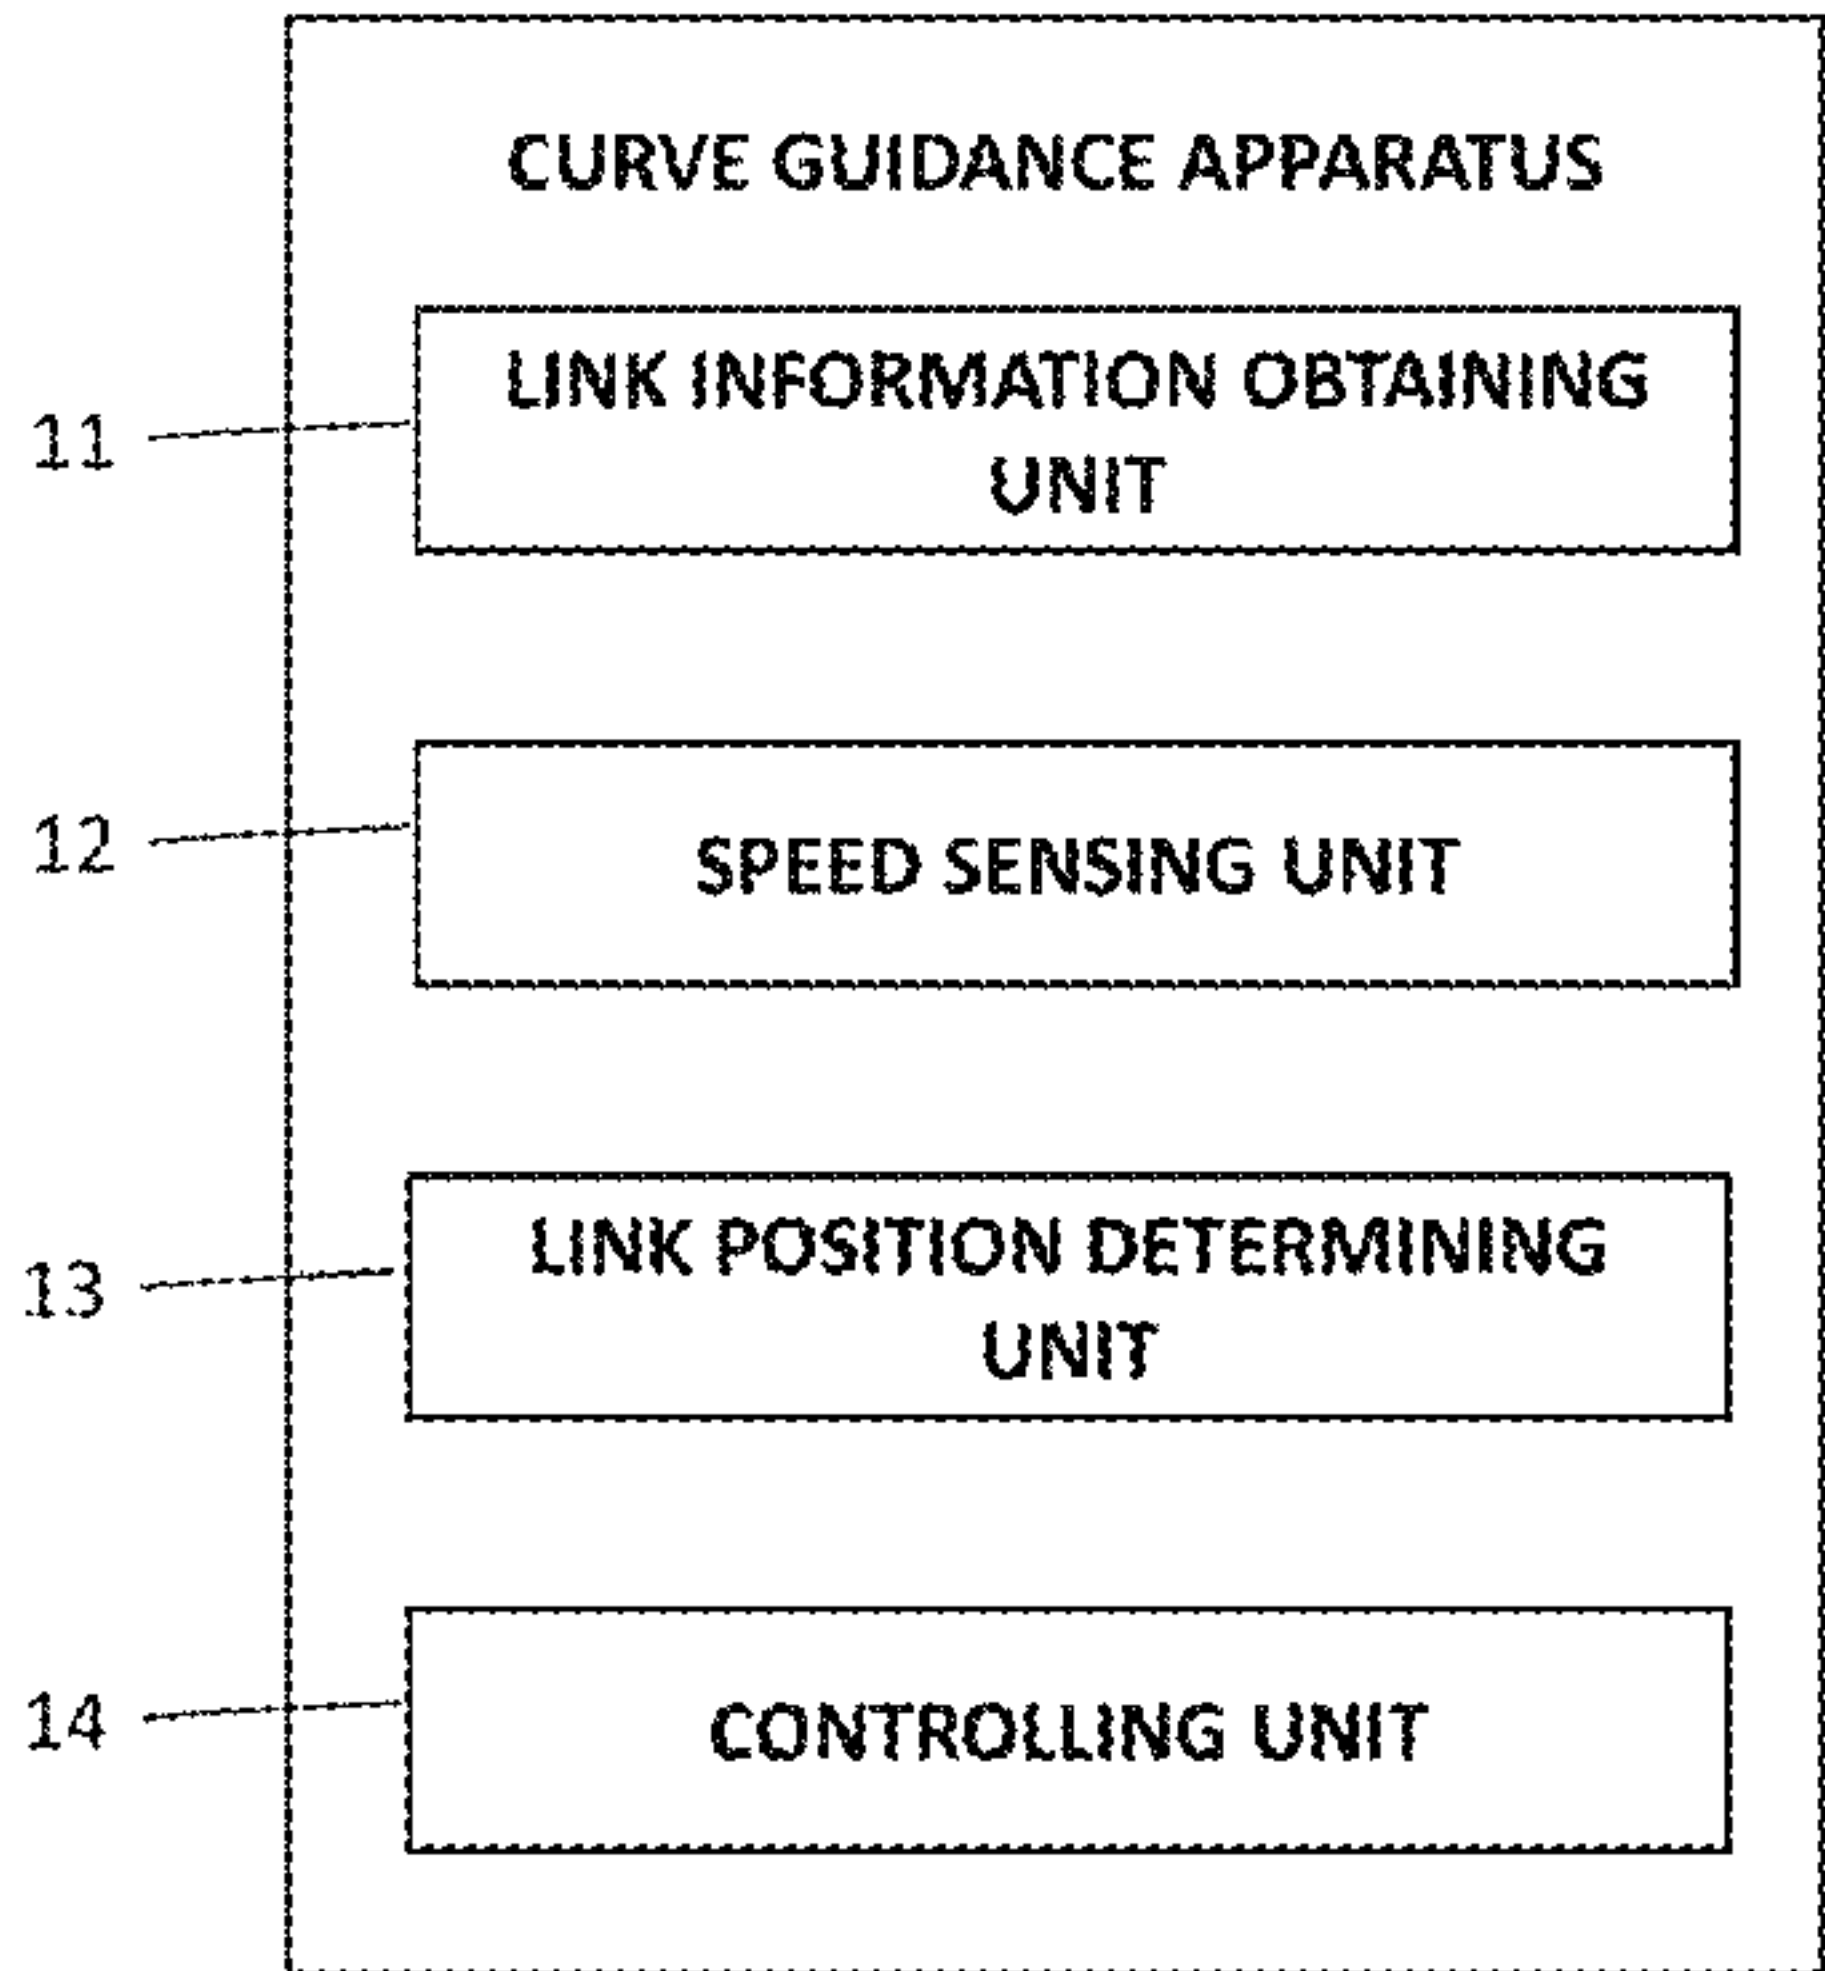 CURVE GUIDANCE APPARATUS
11
LINK INFORMATION OBTAINING
UNIT
12
SPEED SENSING UNIT
13
LINK POSITION DETERMINING
UNIT
14
CONTROLLING UNIT